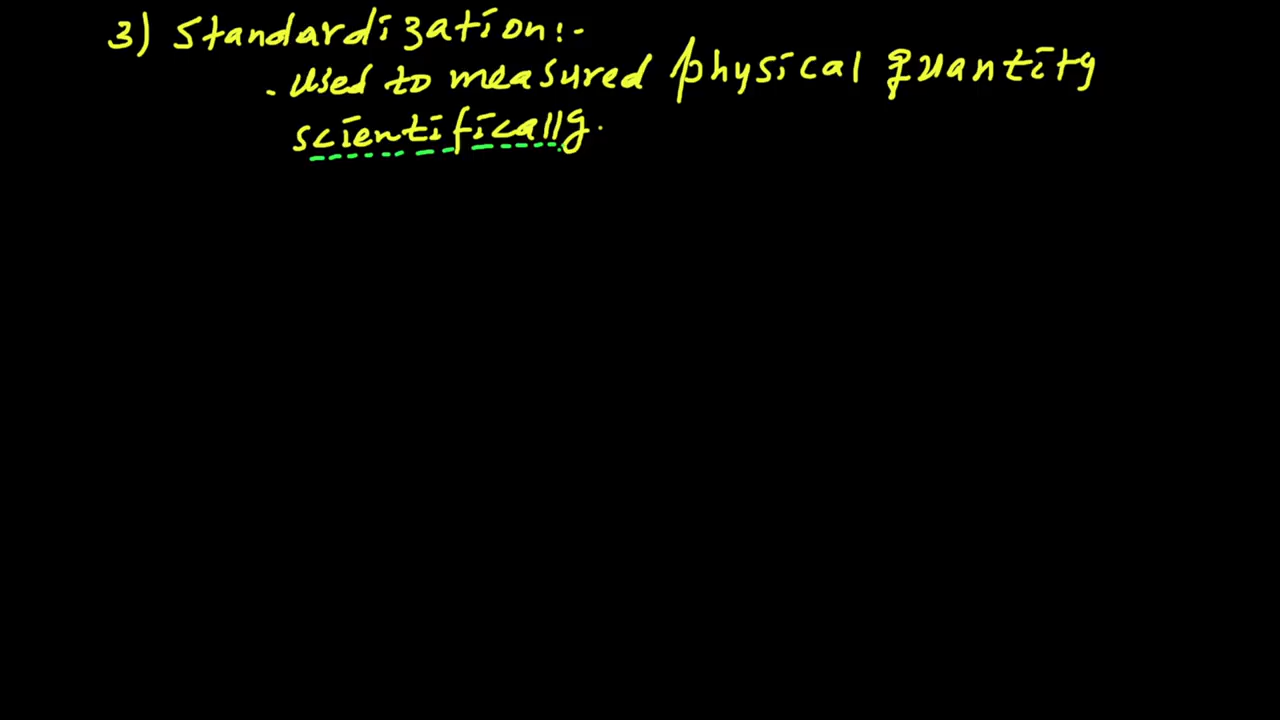 3) Standardization:-
. Used to measured physical quantity
scientifically.